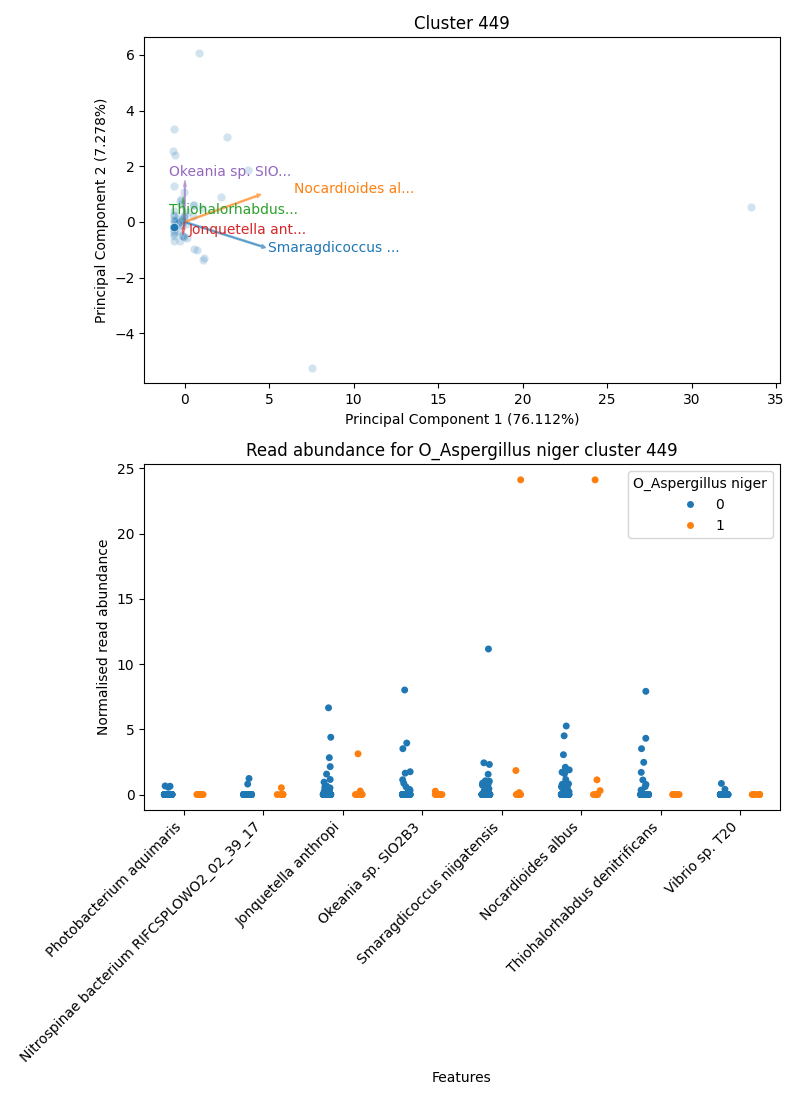 Cluster 449
6
4
2
0
−2
−4
Principal Component 2 (7.278%)
Okeania sp. SIO...
Nocardioides al...
Thiohalorhabdus...
Jonquetella ant...
Smaragdicoccus ...
0 5 10 15 20 25 30 35
Principal Component 1 (76.112%)
Read abundance for O_Aspergillus niger cluster 449
25
20
15
10
5
0
Normalised read abundance
O_Aspergillus niger
0
1
Photobacterium aquimaris
Nitrospinae bacterium RIFCSPLOWO2_02_39_17
Jonquetella anthropi
Okeania sp. SIO2B3
Smaragdicoccus niigatensis
Nocardioides albus
Thiohalorhabdus denitrificans
Vibrio sp. T20
Features